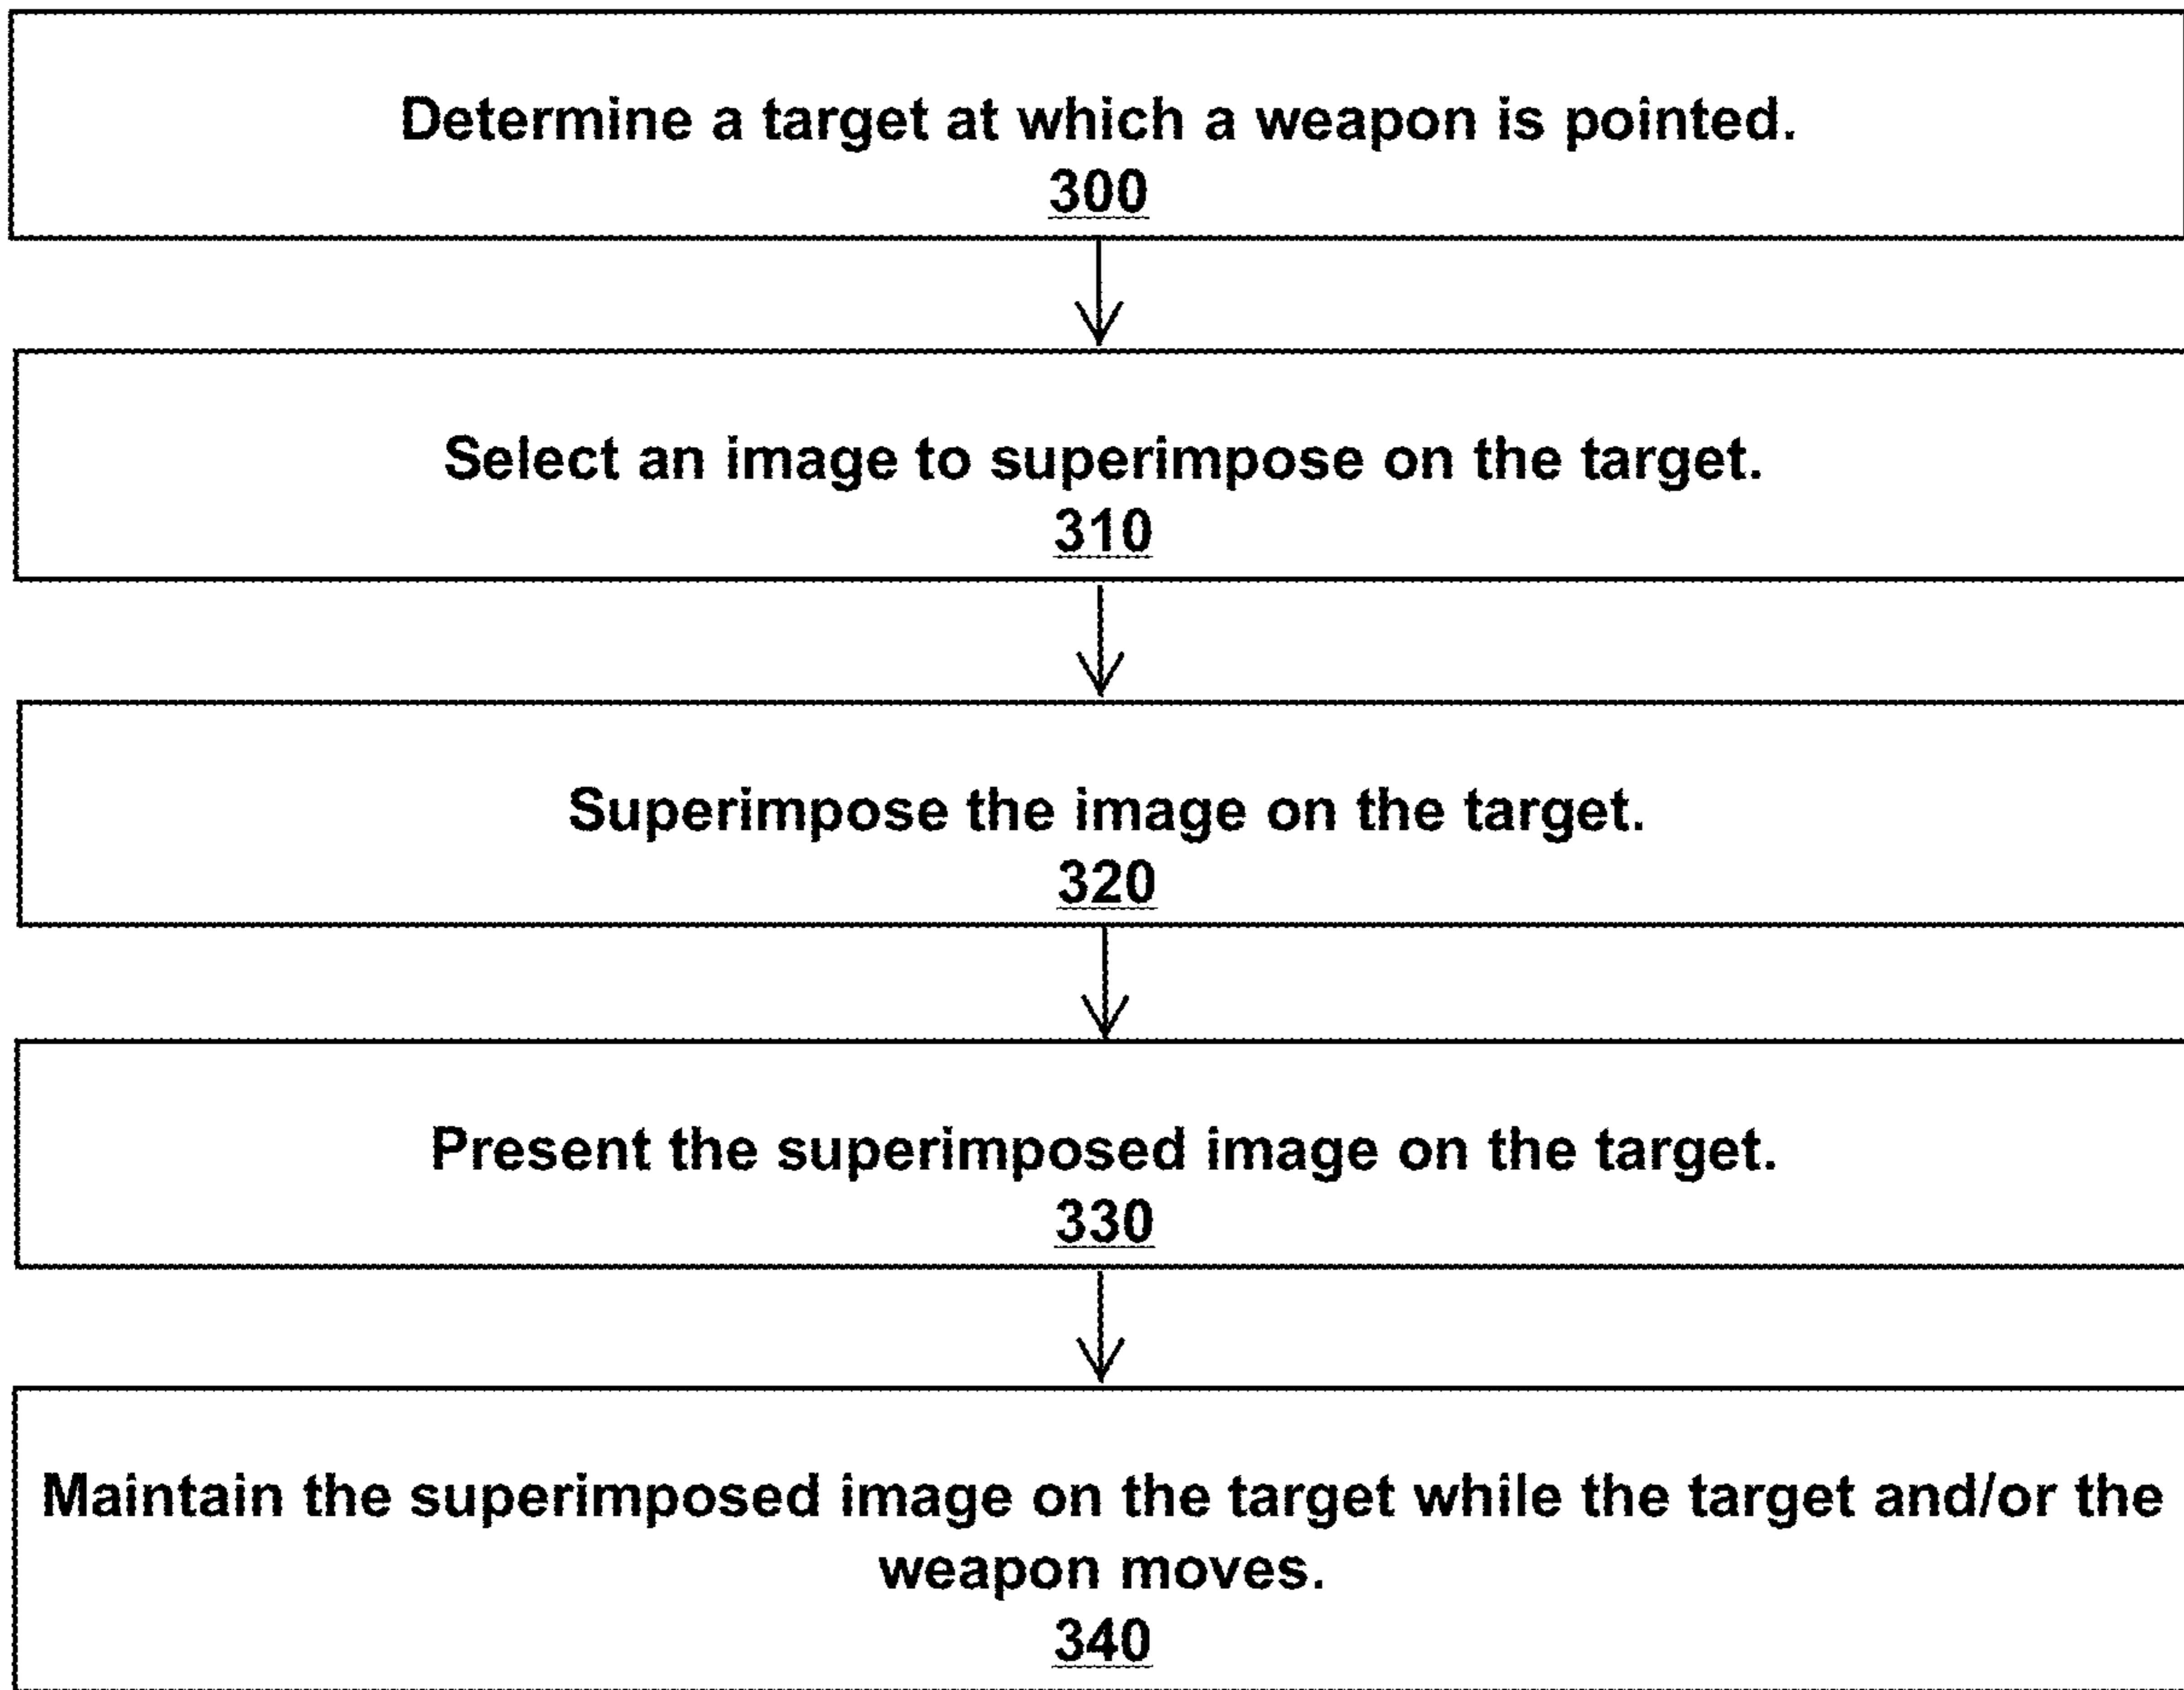 Determine a target at which a weapon is pointed.
300
Select an image to superimpose on the target.
310
Superimpose the image on the target.
320
Present the superimposed image on the target.
330
Maintain the superimposed image on the target while the target and/or the
weapon moves.
340